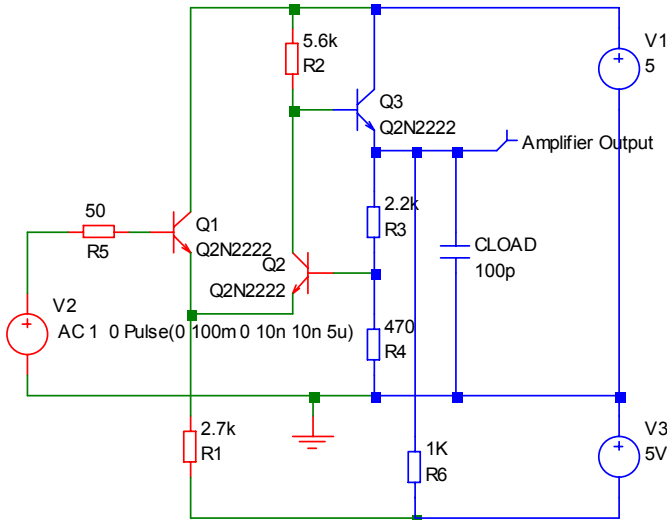 5.6k
R2
V1
5
Q3
Q2N2222
Amplifier Output
50
R5
Q1
Q2N2222
2.2k
R3
CLOAD
100p
Q2
Q2N2222
V2
AC 1 0 Pulse(0 100m 0 10n 10n 5u)
470
R4
2.7k
R1
1K
R6
V3
5V